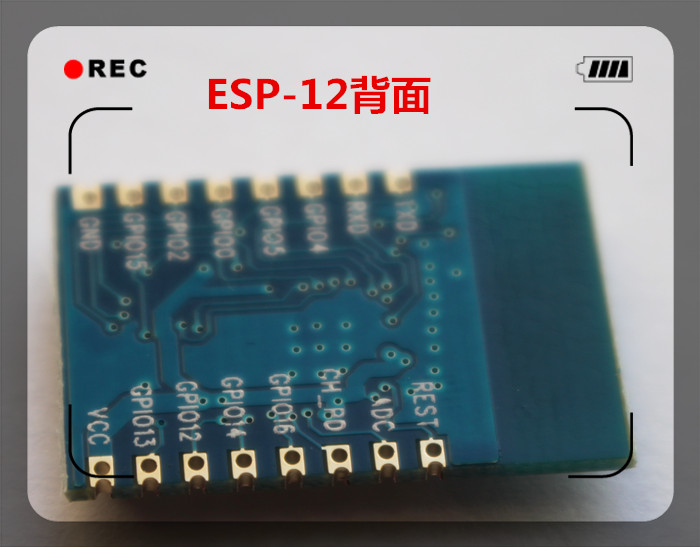 REC
ESP-12背面
GND
GPIO15
GPIO2
GPIO0
GPIO5
GPIO4
RXD
TXD
VCC
GPIO13
GPIO12
GPIO14
GPIO16
CH_PD
ADC
REST